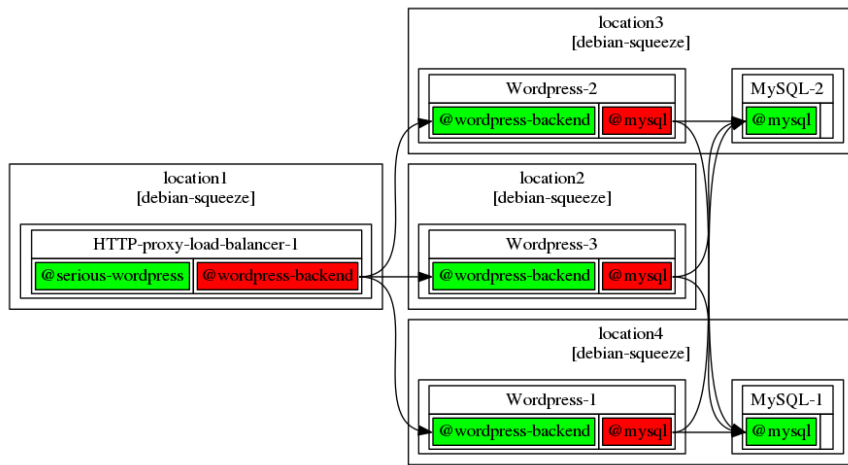 location3
[debian-squeeze]
Wordpress-2
@wordpress-backend @mysql
MySQL-2
@mysql
location1
[debian-squeeze]
HTTP-proxy-load-balancer-1
@serious-wordpress @wordpress-backend
location2
[debian-squeeze]
Wordpress-3
@wordpress-backend @mysql
location4
[debian-squeeze]
Wordpress-1
@wordpress-backend @mysql
MySQL-1
@mysql